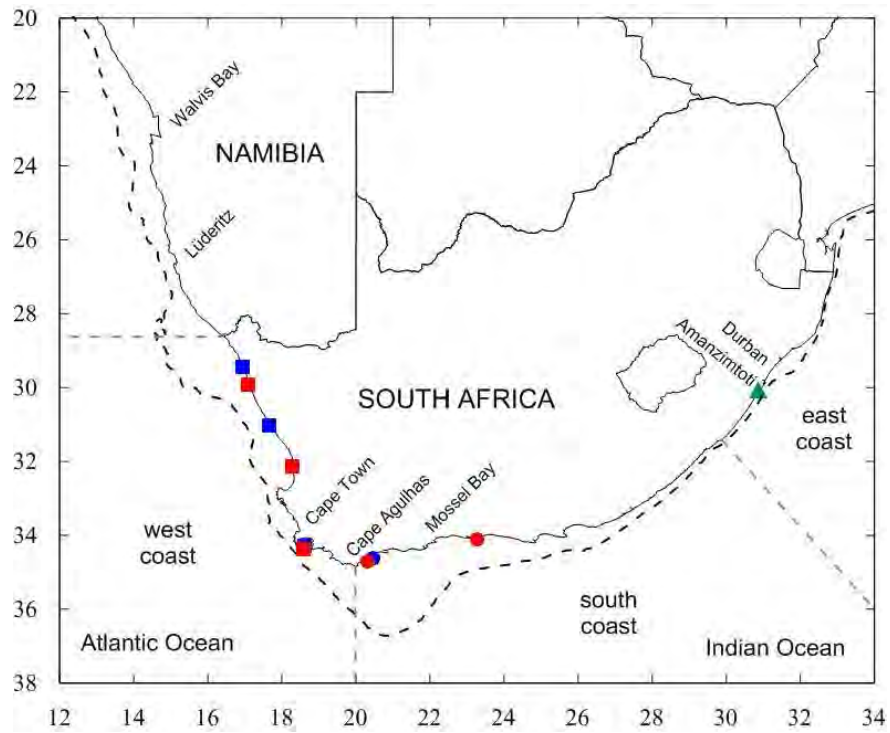 20
22
24
26
28
30
32
34
36
38
12
14
16
18
20
22
24
26
28
30
32
34
Walvis Bay
NAMIBIA
Lüderitz
Durban
Amanzimtoti
SOUTH AFRICA
east
coast
Cape Town
Cape Agulhas
Mossel Bay
west
coast
south
coast
Atlantic Ocean
Indian Ocean